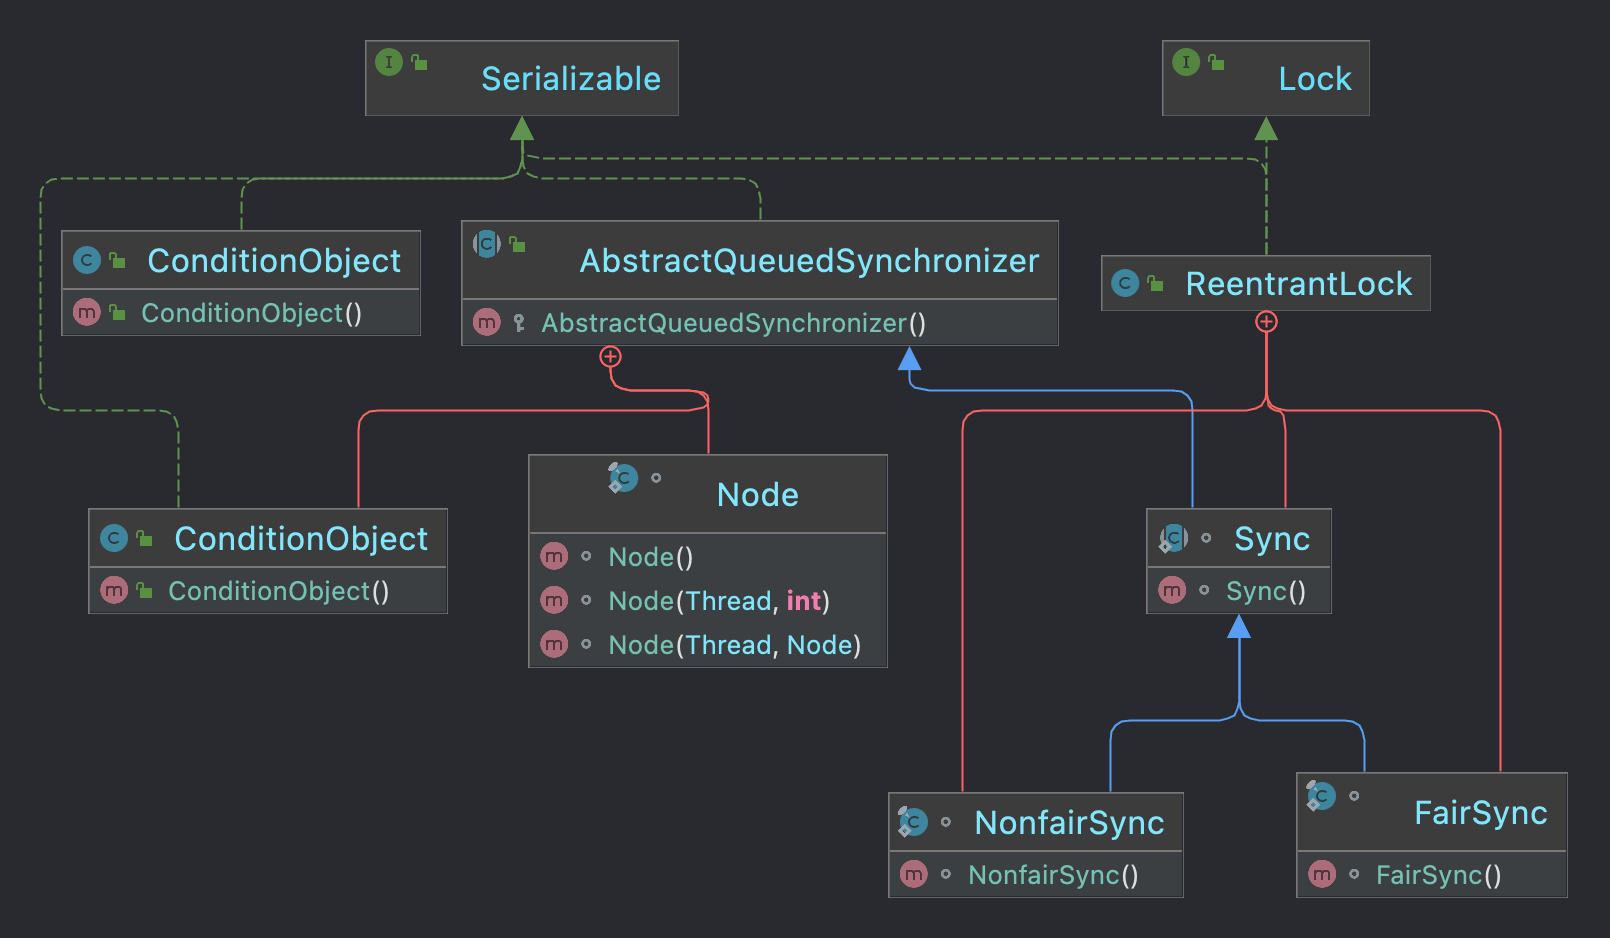 Serializable
Lock
ConditionObject
ConditionObject()
AbstractQueuedSynchronizer
AbstractQueuedSynchronizer()
ReentrantLock
ConditionObject
ConditionObject()
Node
Node()
Node(Thread, int)
Node(Thread, Node)
Sync
Sync()
NonfairSync
NonfairSync()
FairSync
FairSync()